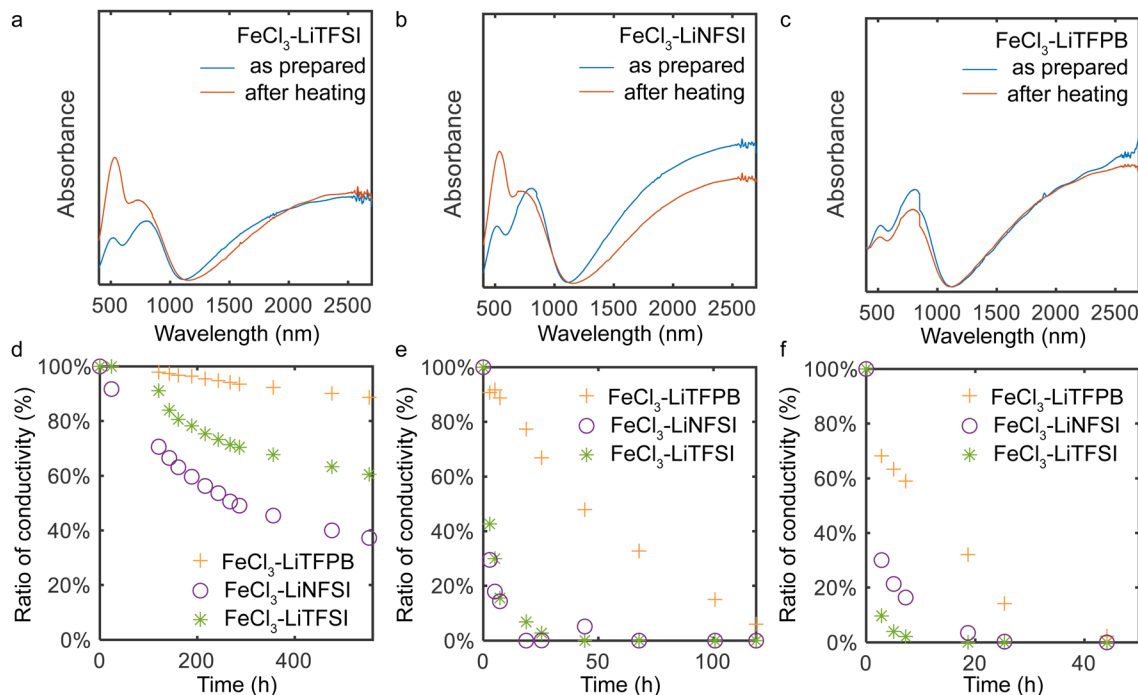 a
FeCl₃-LiTFSI
as prepared
after heating
Absorbance
500 1000 1500 2000 2500
Wavelength (nm)
b
FeCl₃-LiNFSI
as prepared
after heating
Absorbance
500 1000 1500 2000 2500
Wavelength (nm)
c
FeCl₃-LiTFPB
as prepared
after heating
Absorbance
500 1000 1500 2000 2500
Wavelength (nm)
d
100%
80%
60%
40%
20%
0%
Ratio of conductivity (%)
FeCl₃-LiTFPB
FeCl₃-LiNFSI
FeCl₃-LiTFSI
0 200 400
Time (h)
e
100%
80%
60%
40%
20%
0%
Ratio of conductivity (%)
FeCl₃-LiTFPB
FeCl₃-LiNFSI
FeCl₃-LiTFSI
0 50 100
Time (h)
f
100%
80%
60%
40%
20%
0%
Ratio of conductivity (%)
FeCl₃-LiTFPB
FeCl₃-LiNFSI
FeCl₃-LiTFSI
0 20 40
Time (h)